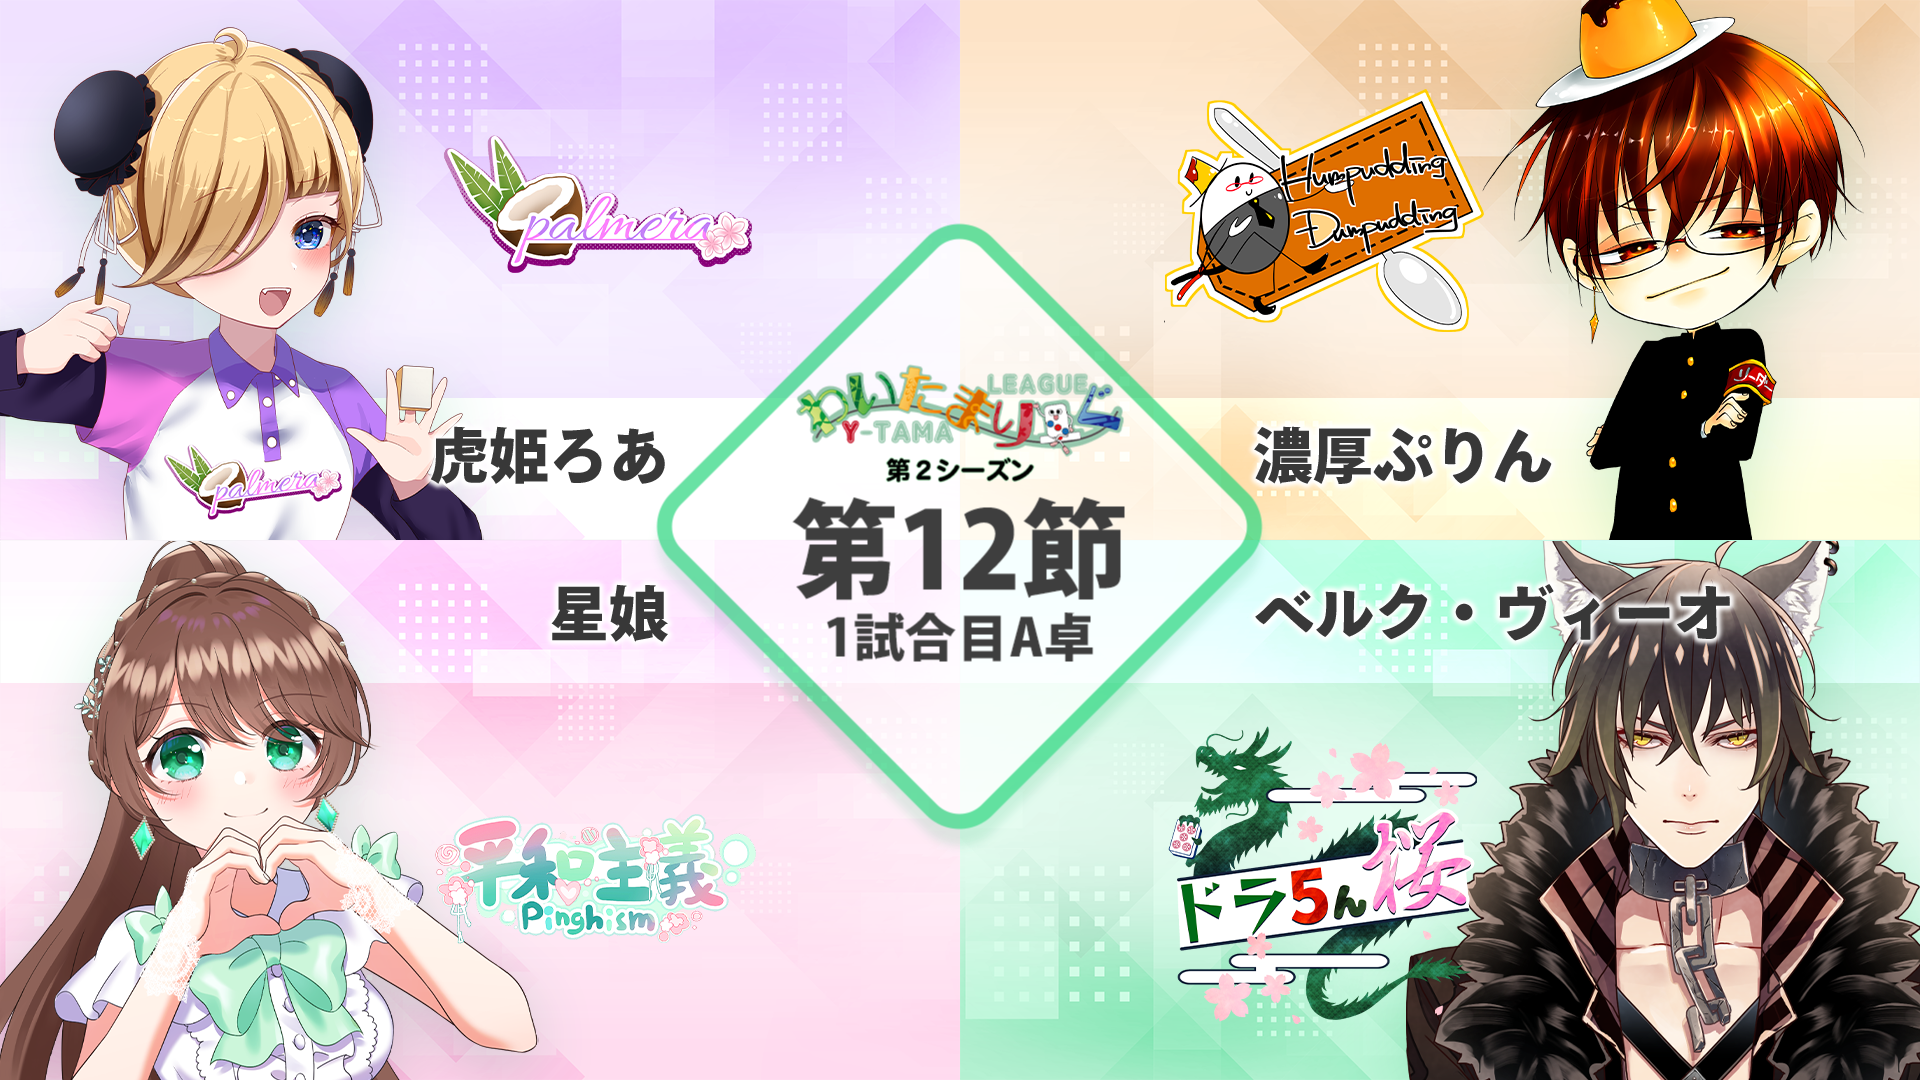 palmera
Humpudding
Dumpudding
虎姫ろあ
palmera
わいたまりーぐ
LEAGUE
Y-TAMA
第2シーズン
第12節
1試合目A卓
濃厚ぷりん
リーダー
星娘
ベルク・ヴィーオ
平和主義
Pinghism
ドラ5ん桜